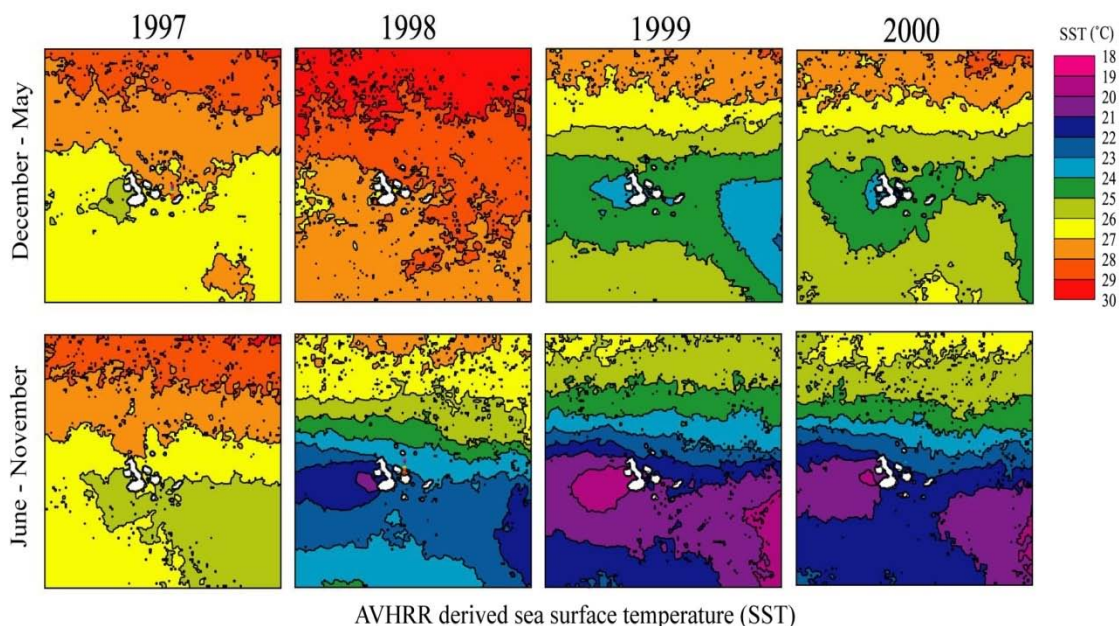 1997 1998 1999 2000
SST (°C)
18
19
20
21
22
23
24
25
26
27
28
29
30
December - May
June - November
AVHRR derived sea surface temperature (SST)